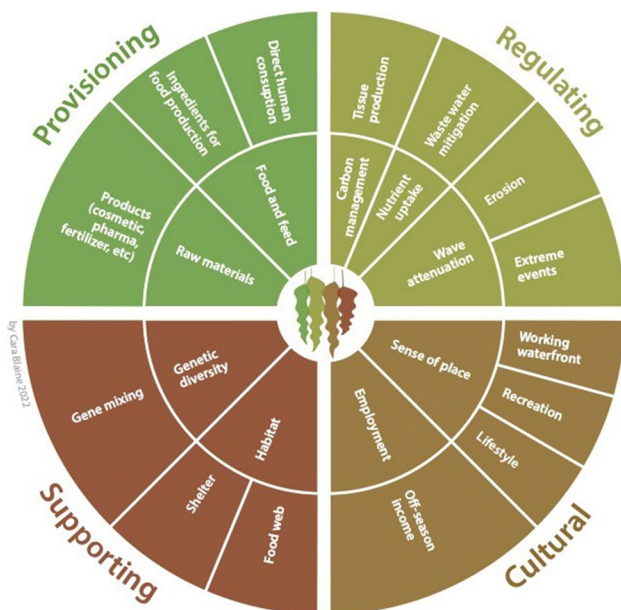 Provisioning
Direct human
consuption
Ingredients for
food production
Products
(cosmetic,
pharma,
fertilizer, etc)
Food and feed
Raw materials
Regulating
Tissue
production
Waste water
mitigation
Erosion
Extreme
events
Carbon
management
Nutrient
uptake
Wave
attenuation
by Cara Blaine 2022
Supporting
Genetic
diversity
Gene mixing
Habitat
Shelter
Food web
Cultural
Sense of place
Employment
Working
waterfront
Recreation
Lifestyle
Off-season
income